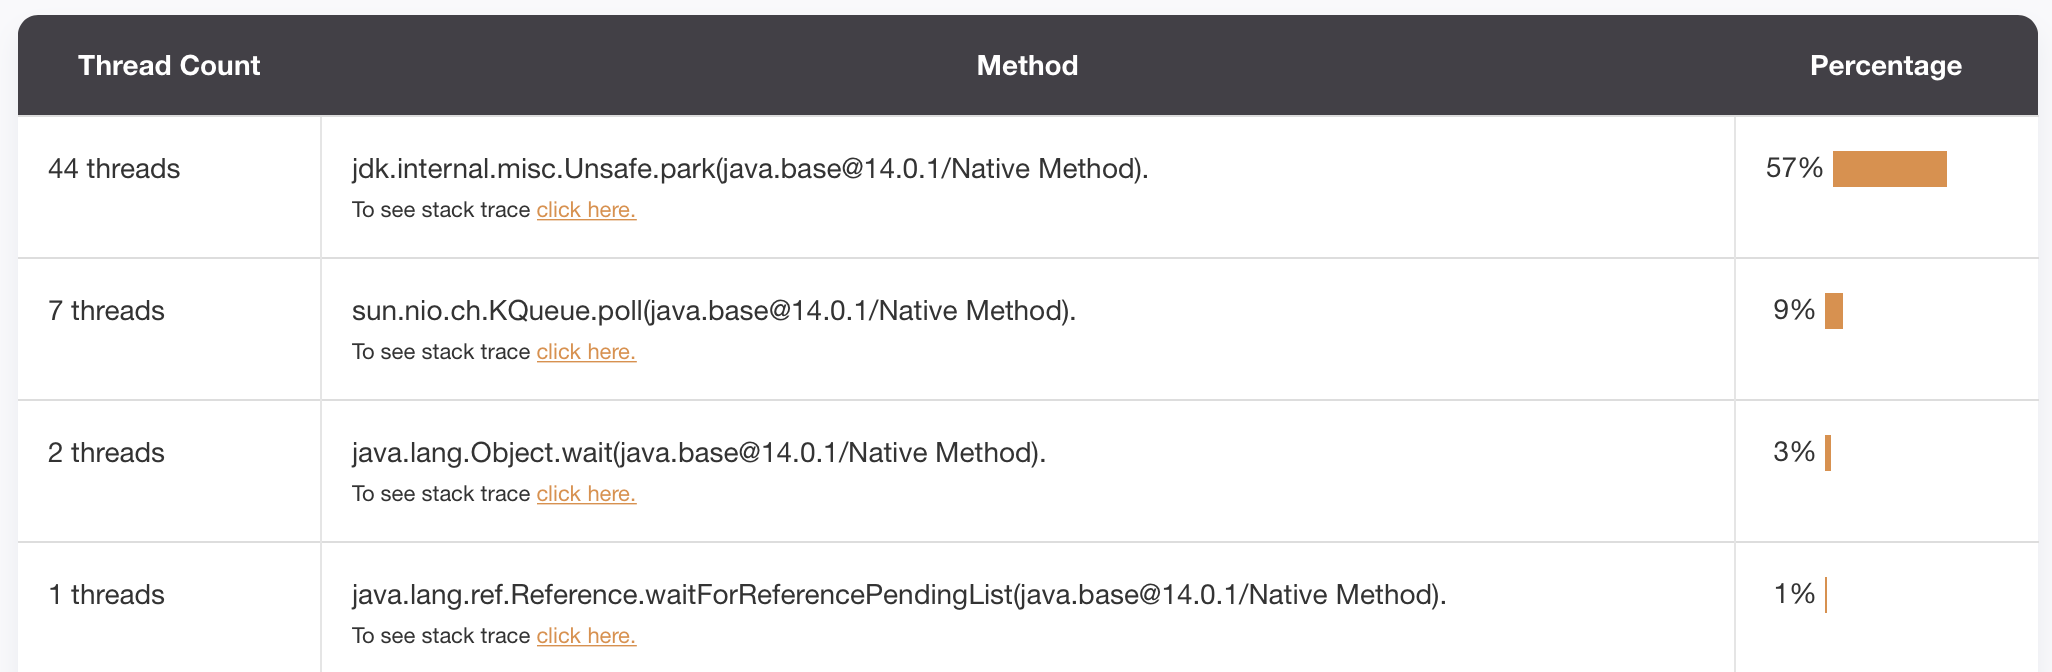 Thread Count Method Percentage
44 threads jdk.internal.misc.Unsafe.park(java.base@14.0.1/Native Method). 57%
To see stack trace click here.
7 threads sun.nio.ch.KQueue.poll(java.base@14.0.1/Native Method). 9%
To see stack trace click here.
2 threads java.lang.Object.wait(java.base@14.0.1/Native Method). 3%
To see stack trace click here.
1 threads java.lang.ref.Reference.waitForReferencePendingList(java.base@14.0.1/Native Method). 1%
To see stack trace click here.